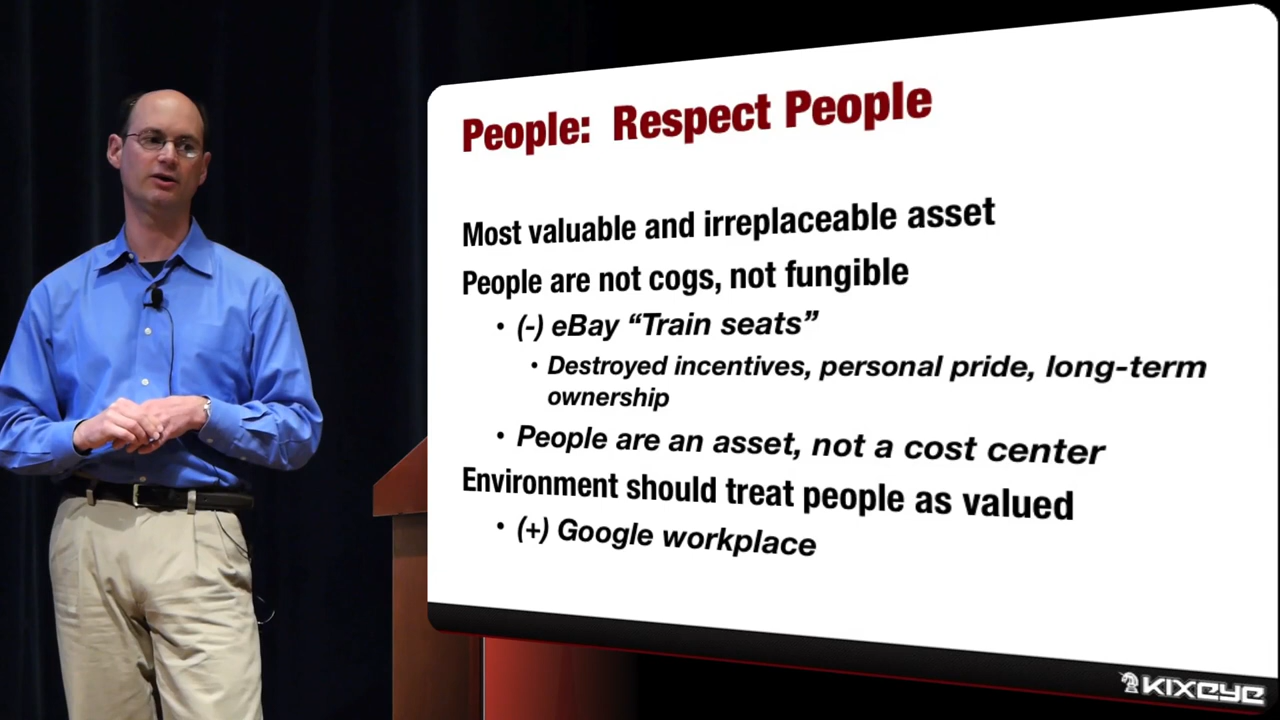 People: Respect People
Most valuable and irreplaceable asset
People are not cogs, not fungible
• (-) eBay “Train seats”
• Destroyed incentives, personal pride, long-term
ownership
• People are an asset, not a cost center
Environment should treat people as valued
• (+) Google workplace
KIXEYE